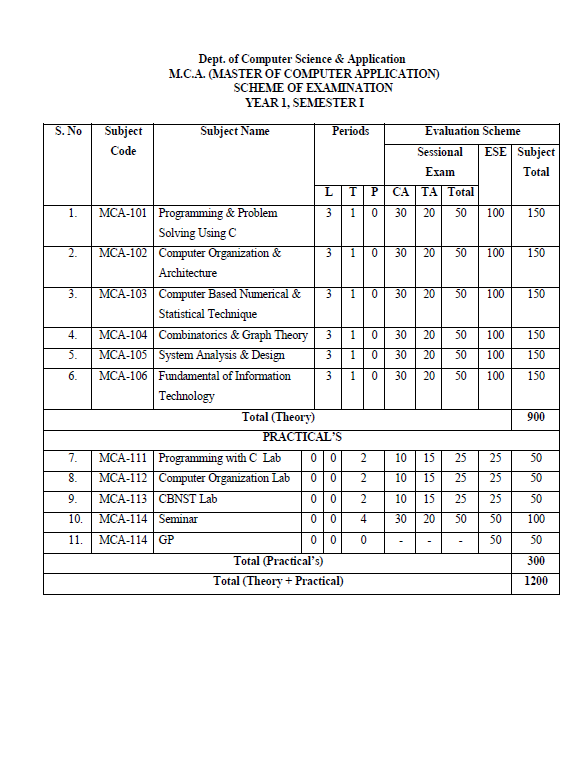 Dept. of Computer Science & Application
M.C.A. (MASTER OF COMPUTER APPLICATION)
SCHEME OF EXAMINATION
YEAR 1, SEMESTER I
S. No Subject Code Subject Name Periods Evaluation Scheme
Sessional Exam ESE Subject Total
L T P CA TA Total
1. MCA-101 Programming & Problem Solving Using C 3 1 0 30 20 50 100 150
2. MCA-102 Computer Organization & Architecture 3 1 0 30 20 50 100 150
3. MCA-103 Computer Based Numerical & Statistical Technique 3 1 0 30 20 50 100 150
4. MCA-104 Combinatorics & Graph Theory 3 1 0 30 20 50 100 150
5. MCA-105 System Analysis & Design 3 1 0 30 20 50 100 150
6. MCA-106 Fundamental of Information Technology 3 1 0 30 20 50 100 150
Total (Theory) 900
PRACTICAL'S
7. MCA-111 Programming with C Lab 0 0 2 10 15 25 25 50
8. MCA-112 Computer Organization Lab 0 0 2 10 15 25 25 50
9. MCA-113 CBNST Lab 0 0 2 10 15 25 25 50
10. MCA-114 Seminar 0 0 4 30 20 50 50 100
11. MCA-114 GP 0 0 0 - - - 50 50
Total (Practical's) 300
Total (Theory + Practical) 1200